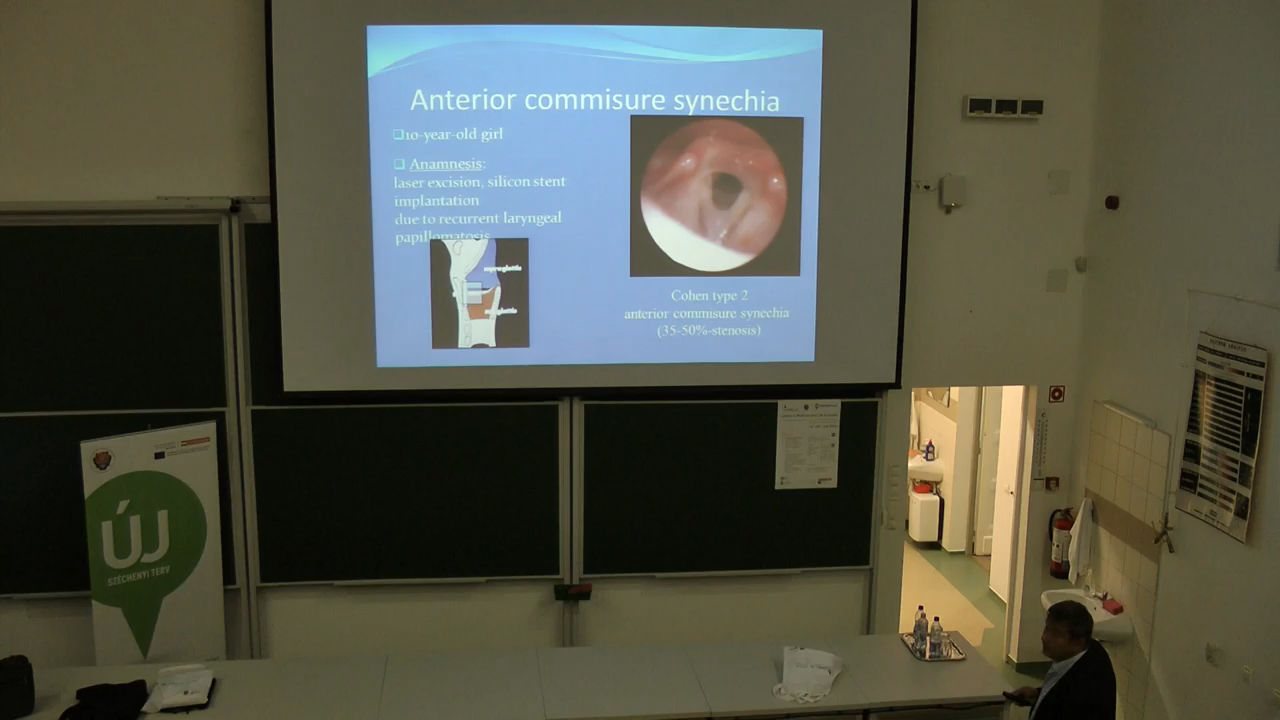 Anterior commisure synechia
10-year-old girl
Anamnesis:
laser excision, silicon stent
implantation
due to recurrent laryngeal
papillomatosis
supraglottis
Cohen type 2
anterior commisure synechia
(35-50%-stenosis)
ÚJ
SZÉCHENYI TERV